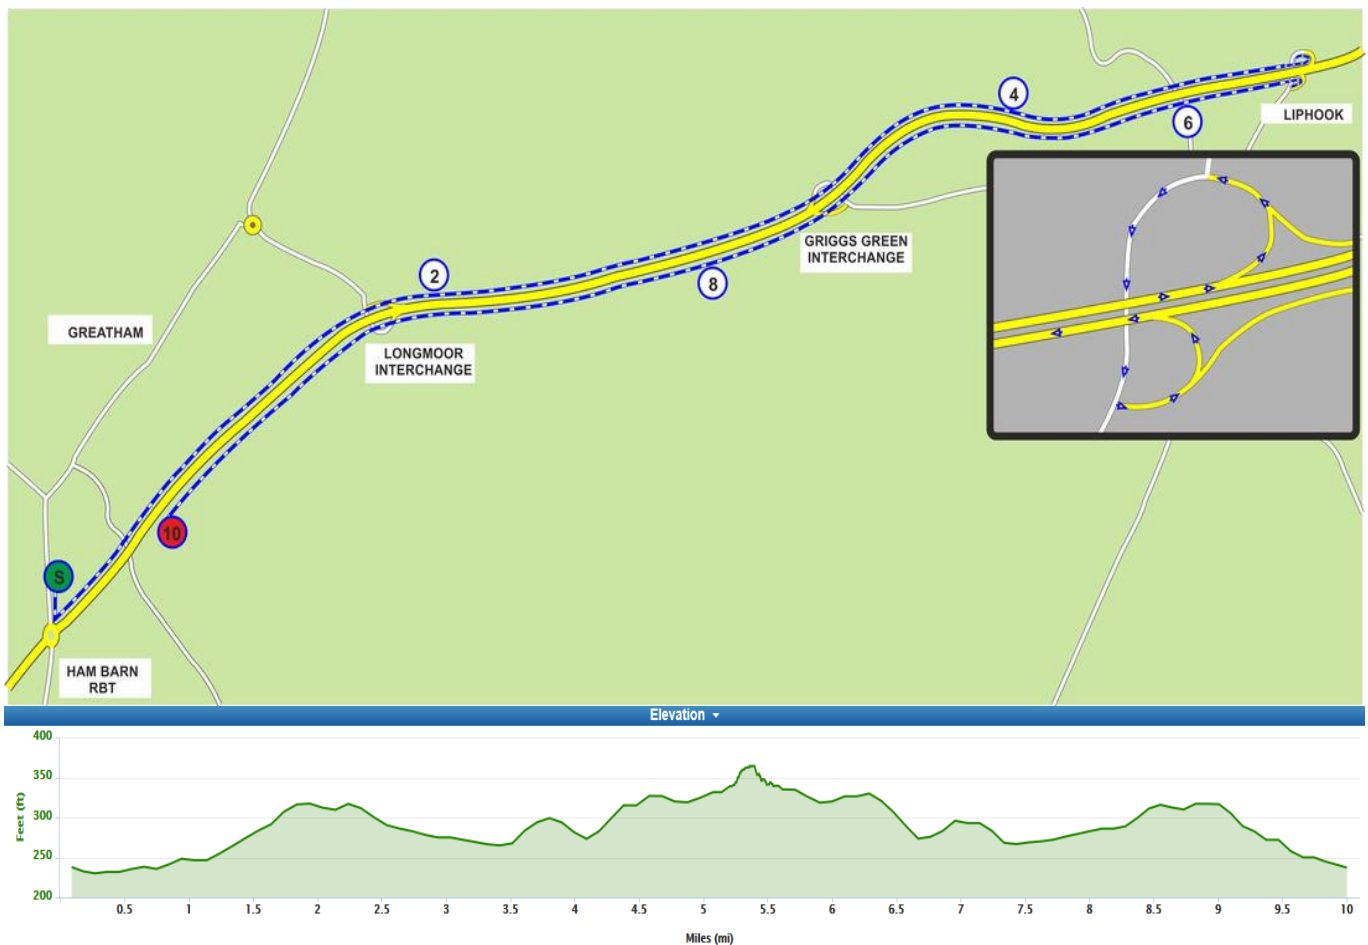 4
LIPHOOK
6
GRIGGS GREEN
INTERCHANGE
2
8
GREATHAM
LONGMOOR
INTERCHANGE
10
S
HAM BARN
RBT
Elevation
400
350
300
250
200
Feet (ft)
0.5 1 1.5 2 2.5 3 3.5 4 4.5 5 5.5 6 6.5 7 7.5 8 8.5 9 9.5 10
Miles (mi)